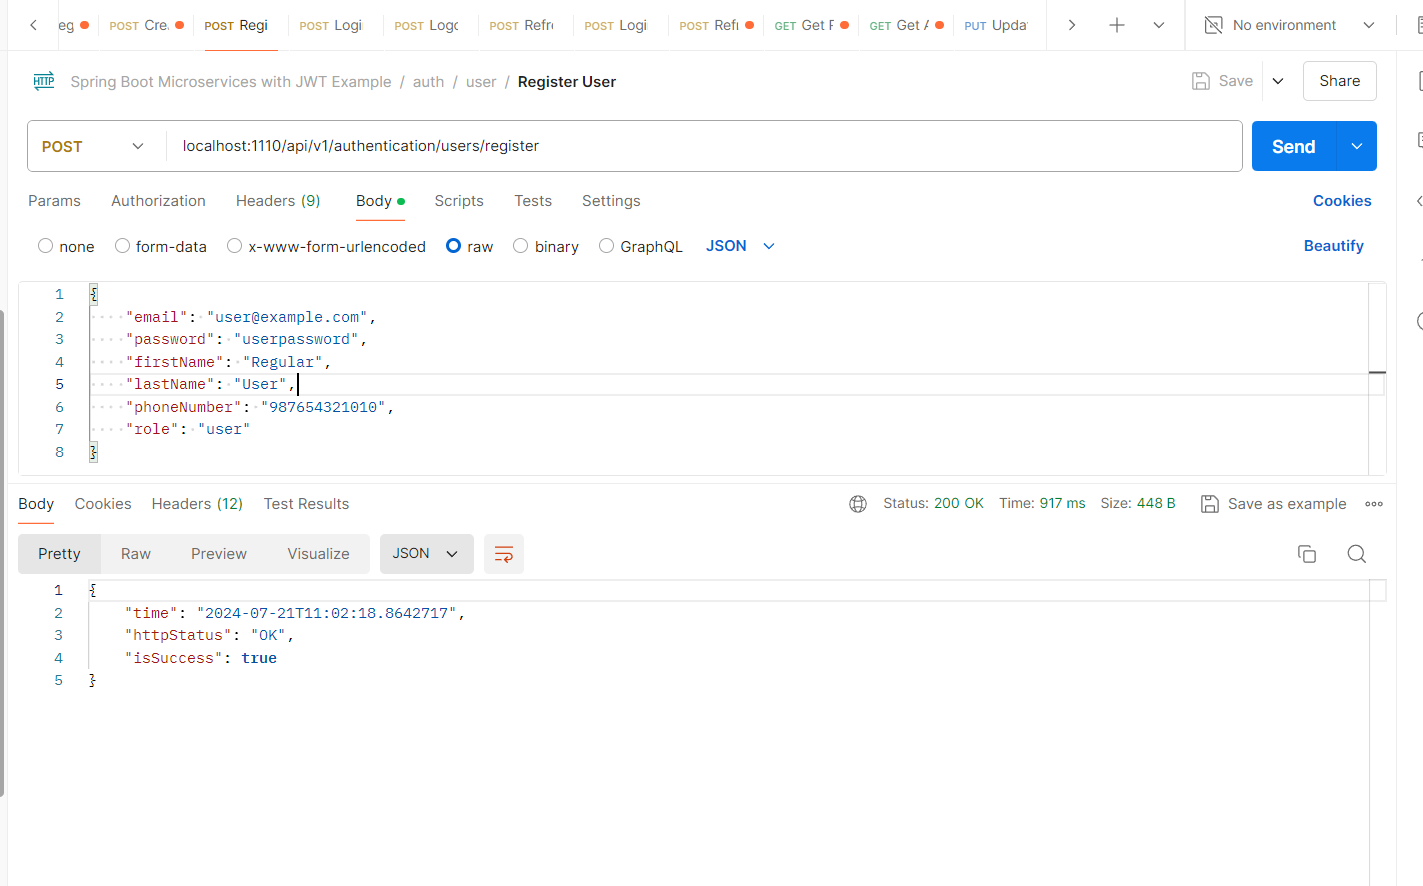 eg POST Cre. POST Regi POST Logi POST Logo POST Refre POST Logi POST Refi GET Get F GET Get A PUT Upda No environment
HTTP Spring Boot Microservices with JWT Example / auth / user / Register User Save Share
POST localhost:1110/api/v1/authentication/users/register Send
Params Authorization Headers (9) Body Scripts Tests Settings Cookies
none form-data x-www-form-urlencoded raw binary GraphQL JSON Beautify
1 {
2 "email": "user@example.com",
3 "password": "userpassword",
4 "firstName": "Regular",
5 "lastName": "User",
6 "phoneNumber": "987654321010",
7 "role": "user"
8 }
Body Cookies Headers (12) Test Results Status: 200 OK Time: 917 ms Size: 448 B Save as example
Pretty Raw Preview Visualize JSON
1 {
2 "time": "2024-07-21T11:02:18.8642717",
3 "httpStatus": "OK",
4 "isSuccess": true
5 }